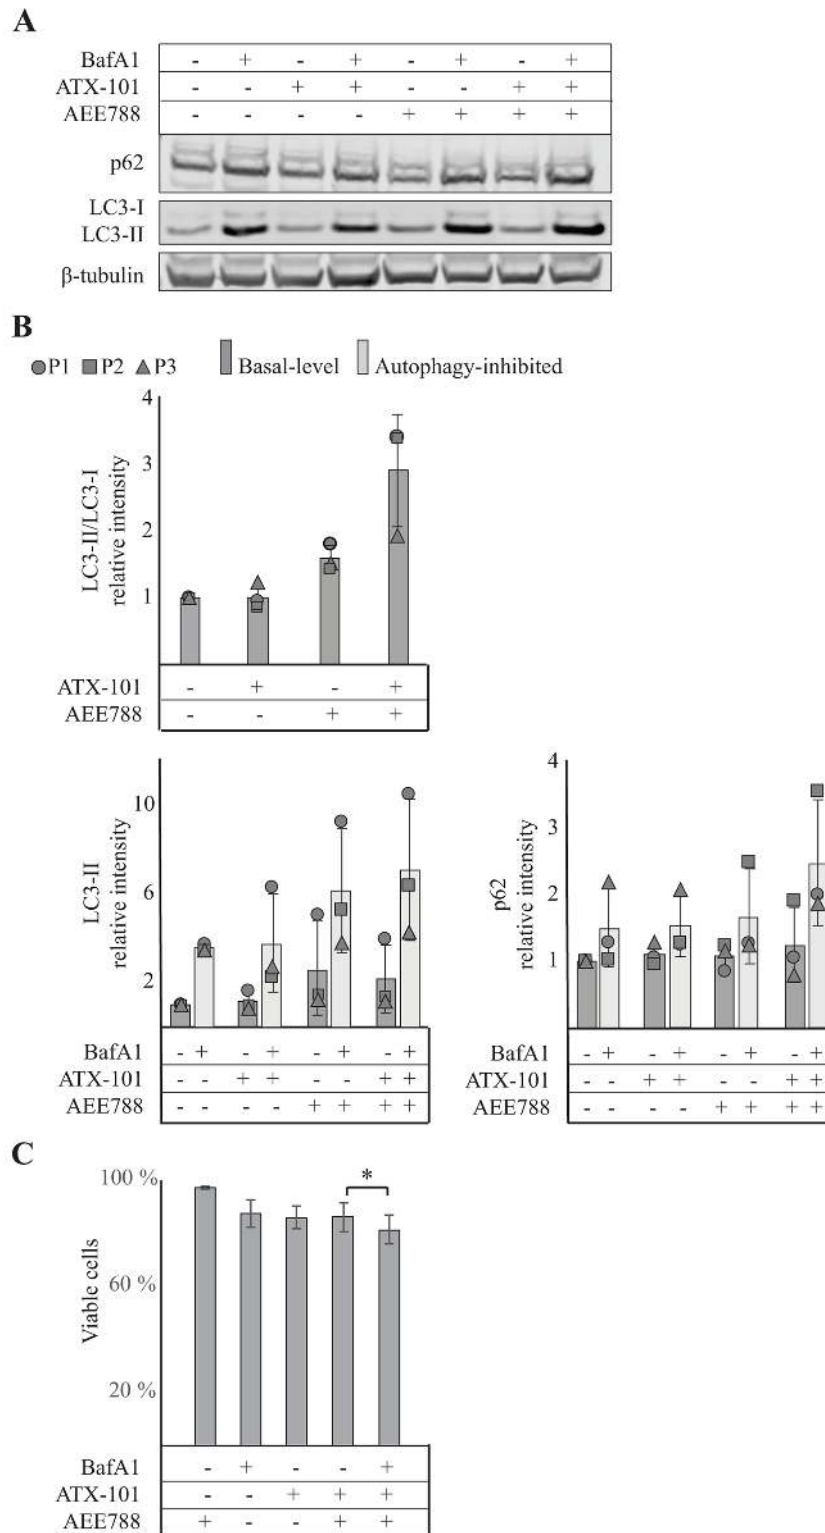 A
BafA1 - + - + - + - +
ATX-101 - - + + - - + +
AEE788 - - - - + + + +
p62
LC3-I
LC3-II
β-tubulin
B
P1 P2 P3 Basal-level Autophagy-inhibited
4
3
2
1
LC3-II/LC3-I
relative intensity
ATX-101 - + - +
AEE788 - - + +
10
6
2
LC3-II
relative intensity
BafA1 - + - + - + - +
ATX-101 - - + + - - + +
AEE788 - - - - + + + +
4
3
2
1
p62
relative intensity
BafA1 - + - + - + - +
ATX-101 - - + + - - + +
AEE788 - - - - + + + +
C
100 %
60 %
20 %
Viable cells
*
BafA1 - + - - +
ATX-101 - - + + +
AEE788 + - - + +